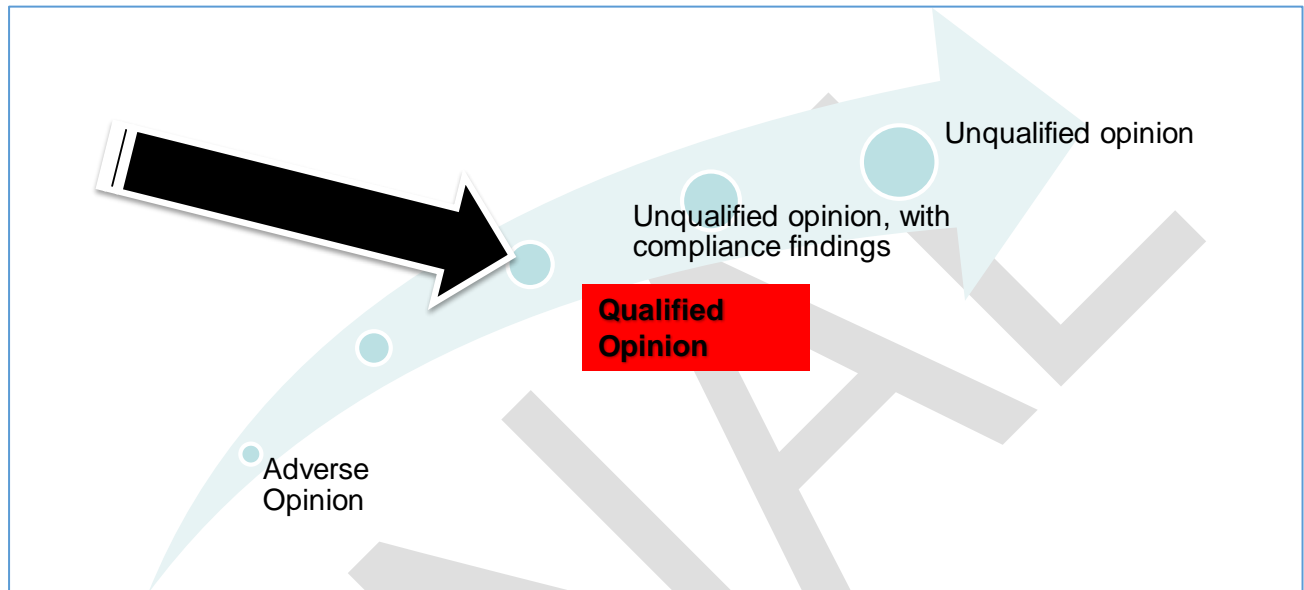 Unqualified opinion
Unqualified opinion, with
compliance findings
Qualified
Opinion
Adverse
Opinion